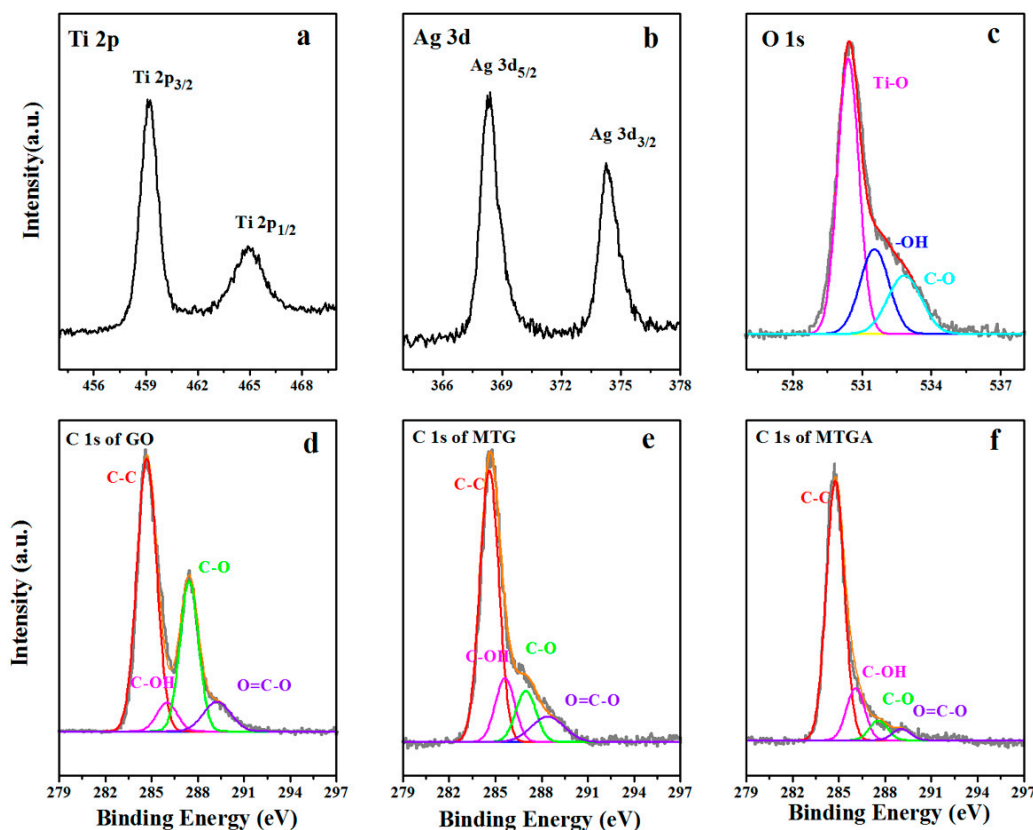 Ti 2p
a
Ti 2p3/2
Ti 2p1/2
Intensity(a.u.)
456 459 462 465 468
Ag 3d
b
Ag 3d5/2
Ag 3d3/2
366 369 372 375 378
O 1s
c
Ti-O
-OH
C-O
528 531 534 537
C 1s of GO
d
C-C
C-O
C-OH
O=C-O
Intensity (a.u.)
279 282 285 288 291 294 297
Binding Energy (eV)
C 1s of MTG
e
C-C
C-OH
C-O
O=C-O
279 282 285 288 291 294 297
Binding Energy (eV)
C 1s of MTGA
f
C-C
C-OH
C-O
O=C-O
279 282 285 288 291 294 297
Binding Energy (eV)